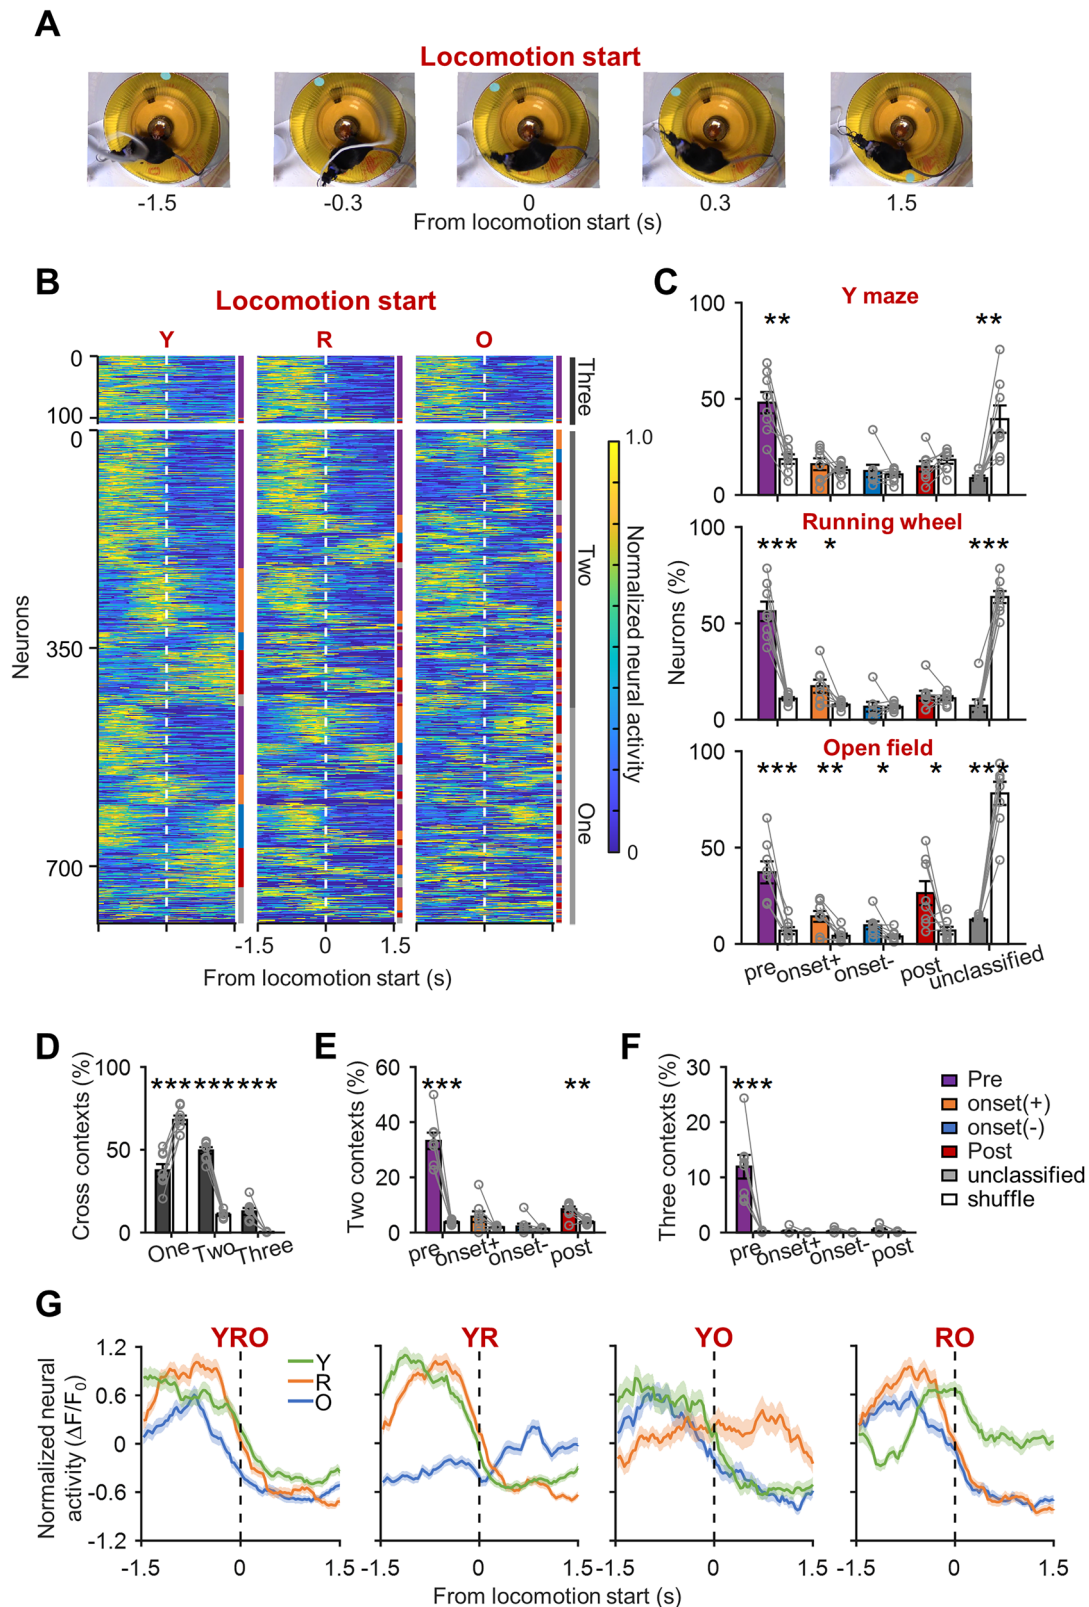 A
Locomotion start
-1.5 -0.3 0 0.3 1.5
From locomotion start (s)
B
Locomotion start
Y R O
0
100
0
350
700
Neurons
Three
Two
One
1.0
0
Normalized neural activity
-1.5 0 1.5
From locomotion start (s)
C
Y maze
100
50
0
** **
Running wheel
100
50
0
*** * ***
Neurons (%)
Open field
100
50
0
*** ** * * ***
pre onset+ onset- post unclassified
D
Cross contexts (%)
100
50
0
*** *** ***
One Two Three
E
Two contexts (%)
60
40
20
0
*** **
pre onset+ onset- post
F
Three contexts (%)
30
20
10
0
***
pre onset+ onset- post
Pre
onset(+)
onset(-)
Post
unclassified
shuffle
G
YRO YR YO RO
Normalized neural
activity (ΔF/F0)
1.2
0.6
0
-0.6
-1.2
Y
R
O
-1.5 0 1.5 -1.5 0 1.5 -1.5 0 1.5 -1.5 0 1.5
From locomotion start (s)